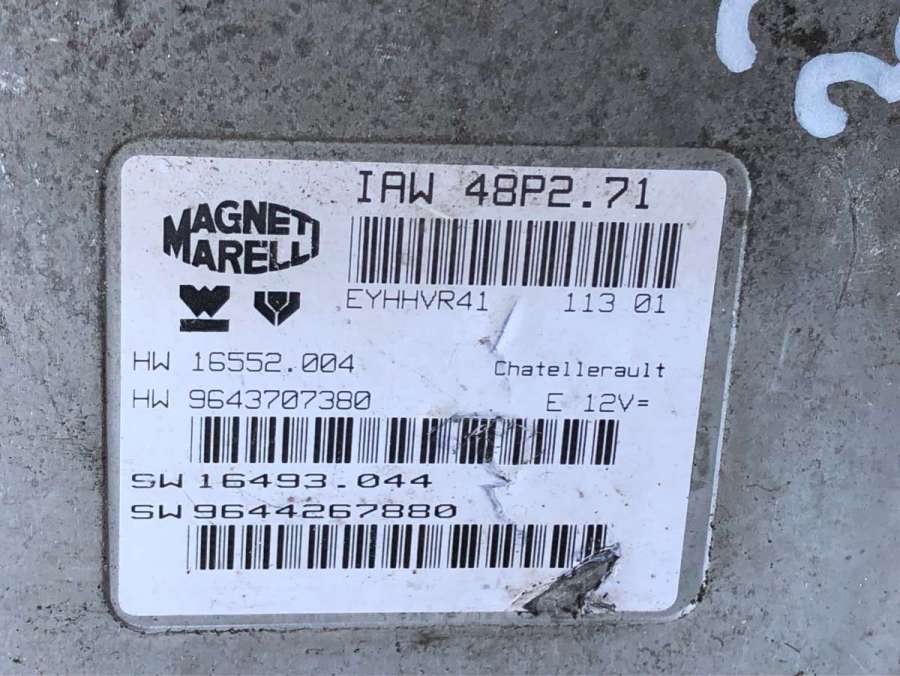 IAW 48P2.71
MAGNETI
MARELLI
EYHHVR41 113 01
HW 16552.004 Chatellerault
HW 9643707380 E 12V=
SW 16493.044
SW 9644267880